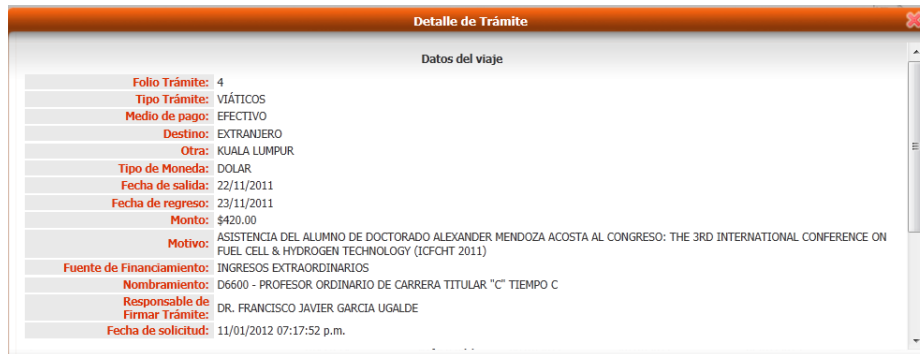 Detalle de Trámite
Datos del viaje
Folio Trámite: 4
Tipo Trámite: VIÁTICOS
Medio de pago: EFECTIVO
Destino: EXTRANJERO
Otra: KUALA LUMPUR
Tipo de Moneda: DOLAR
Fecha de salida: 22/11/2011
Fecha de regreso: 23/11/2011
Monto: $420.00
Motivo: ASISTENCIA DEL ALUMNO DE DOCTORADO ALEXANDER MENDOZA ACOSTA AL CONGRESO: THE 3RD INTERNATIONAL CONFERENCE ON
FUEL CELL & HYDROGEN TECHNOLOGY (ICFCHT 2011)
Fuente de Financiamiento: INGRESOS EXTRAORDINARIOS
Nombramiento: D6600 - PROFESOR ORDINARIO DE CARRERA TITULAR "C" TIEMPO C
Responsable de
Firmar Trámite: DR. FRANCISCO JAVIER GARCIA UGALDE
Fecha de solicitud: 11/01/2012 07:17:52 p.m.